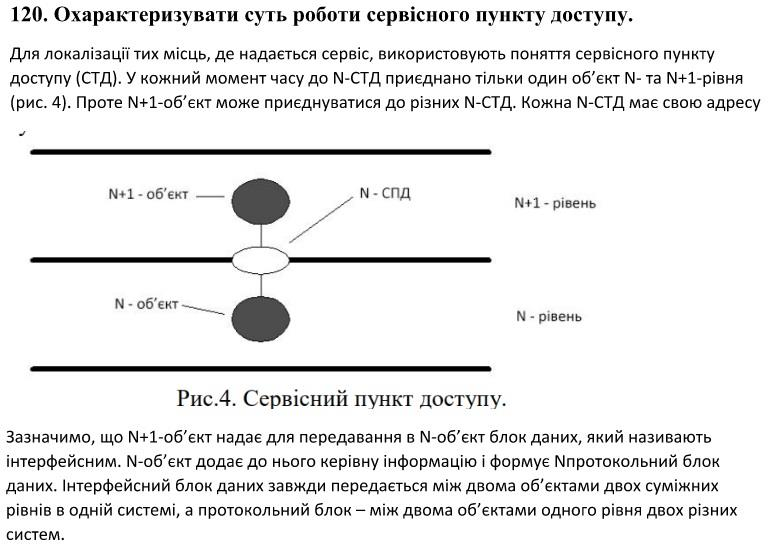 120. Охарактеризувати суть роботи сервісного пункту доступу.
Для локалізації тих місць, де надається сервіс, використовують поняття сервісного пункту
доступу (СТД). У кожний момент часу до N-СТД приєднано тільки один об’єкт N- та N+1-рівня
(рис. 4). Проте N+1-об’єкт може приєднуватися до різних N-СТД. Кожна N-СТД має свою адресу
N+1 - об’єкт
N - СПД
N+1 - рівень
N - об’єкт
N - рівень
Рис.4. Сервісний пункт доступу.
Зазначимо, що N+1-об’єкт надає для передавання в N-об’єкт блок даних, який називають
інтерфейсним. N-об’єкт додає до нього керівну інформацію і формує Nпротокольний блок
даних. Інтерфейсний блок даних завжди передається між двома об’єктами двох суміжних
рівнів в одній системі, а протокольний блок – між двома об’єктами одного рівня двох різних
систем.